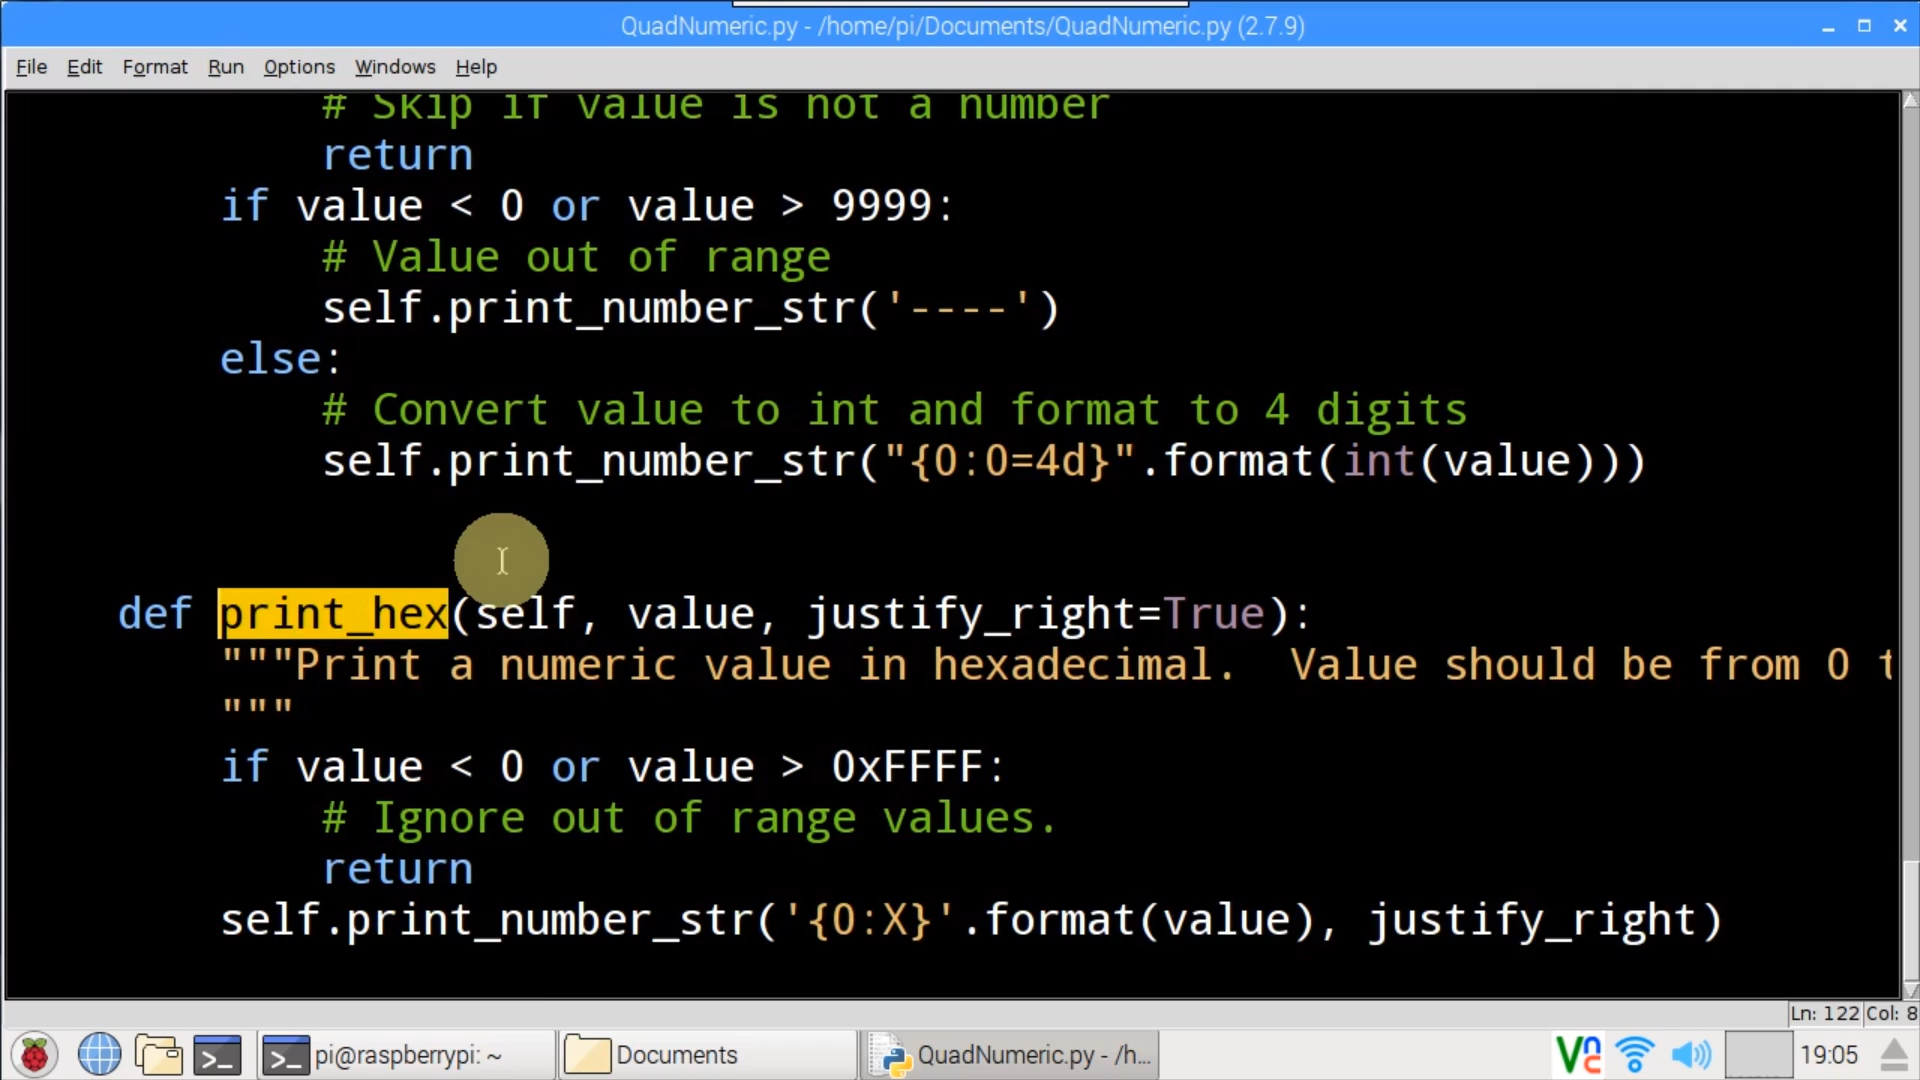 QuadNumeric.py - /home/pi/Documents/QuadNumeric.py (2.7.9)
File Edit Format Run Options Windows Help
# Skip if value is not a number
return
if value < 0 or value > 9999:
# Value out of range
self.print_number_str('----')
else:
# Convert value to int and format to 4 digits
self.print_number_str("{0:0=4d}".format(int(value)))
def print_hex(self, value, justify_right=True):
"""Print a numeric value in hexadecimal.  Value should be from 0 t
"""
if value < 0 or value > 0xFFFF:
# Ignore out of range values.
return
self.print_number_str('{0:X}'.format(value), justify_right)
Ln: 122 Col: 8
pi@raspberrypi: ~ Documents QuadNumeric.py - /h... 19:05